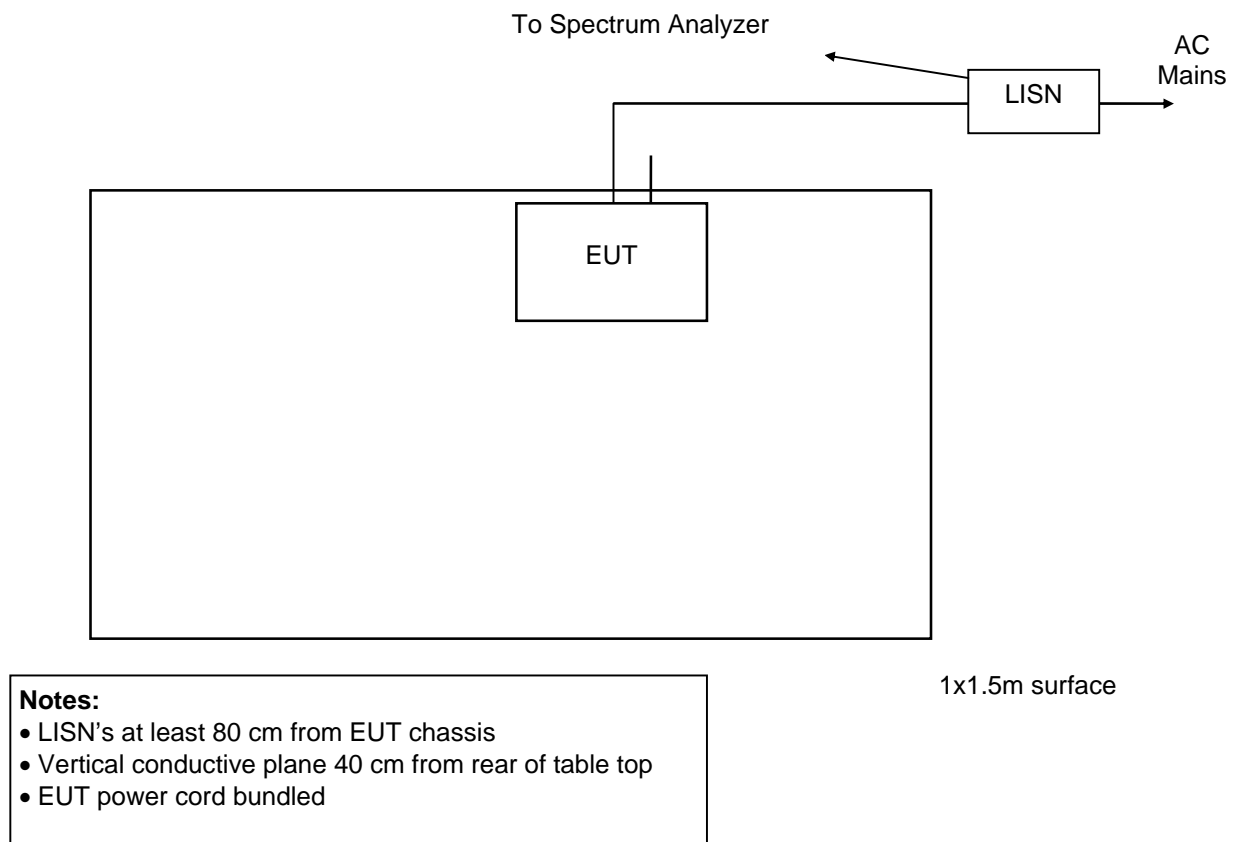 To Spectrum Analyzer
AC
Mains
LISN
EUT
1x1.5m surface
Notes:
• LISN’s at least 80 cm from EUT chassis
• Vertical conductive plane 40 cm from rear of table top
• EUT power cord bundled